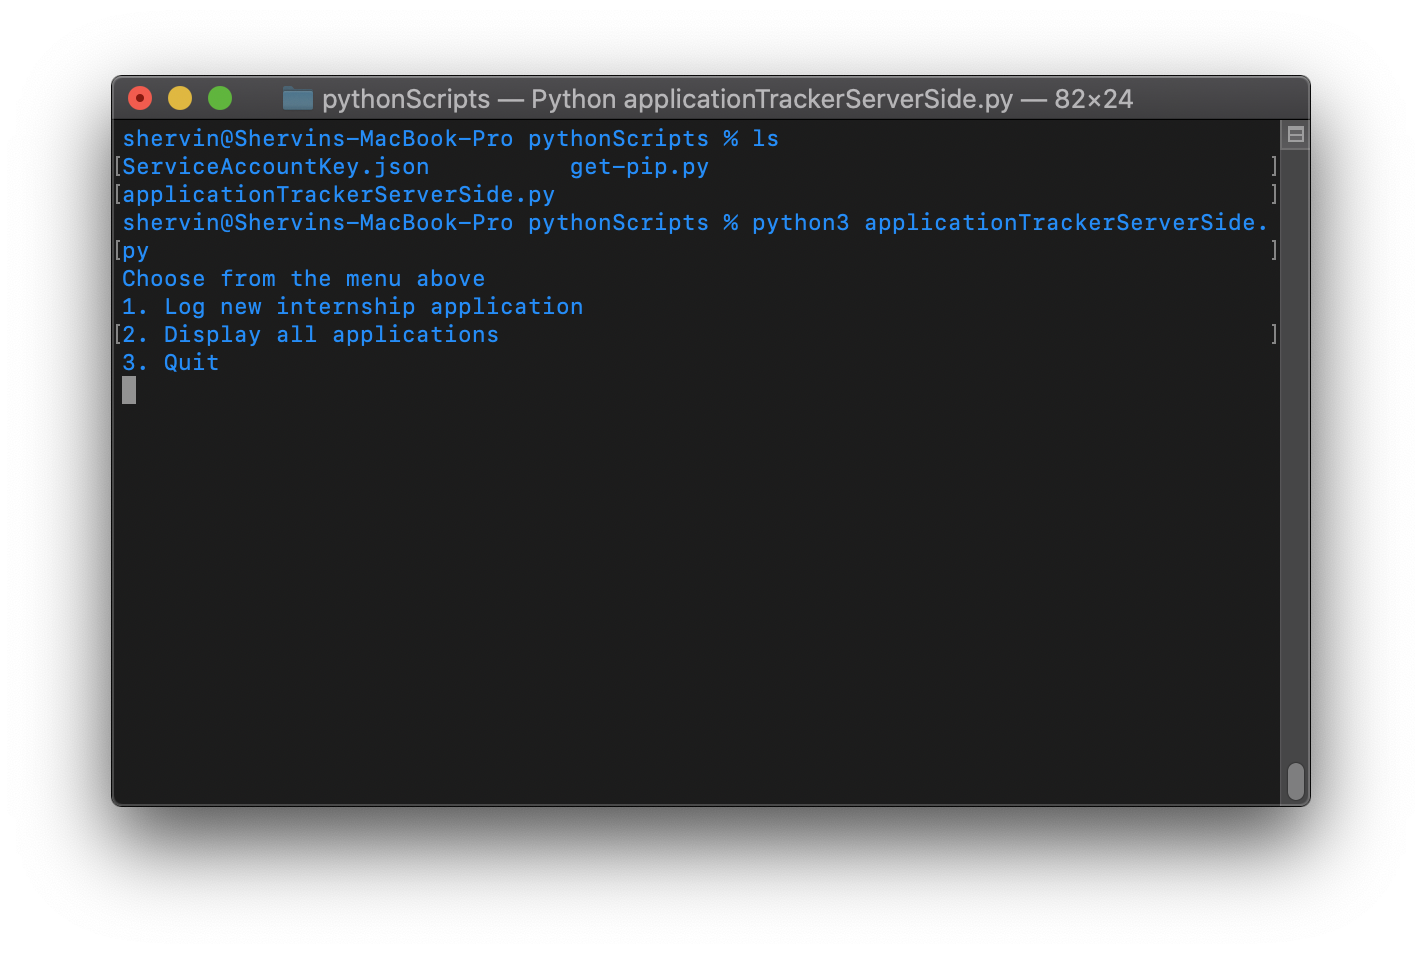 pythonScripts — Python applicationTrackerServerSide.py — 82×24
shervin@Shervins-MacBook-Pro pythonScripts % ls
[ServiceAccountKey.json          get-pip.py ]
[applicationTrackerServerSide.py ]
shervin@Shervins-MacBook-Pro pythonScripts % python3 applicationTrackerServerSide.
[py ]
Choose from the menu above
1. Log new internship application
[2. Display all applications ]
3. Quit